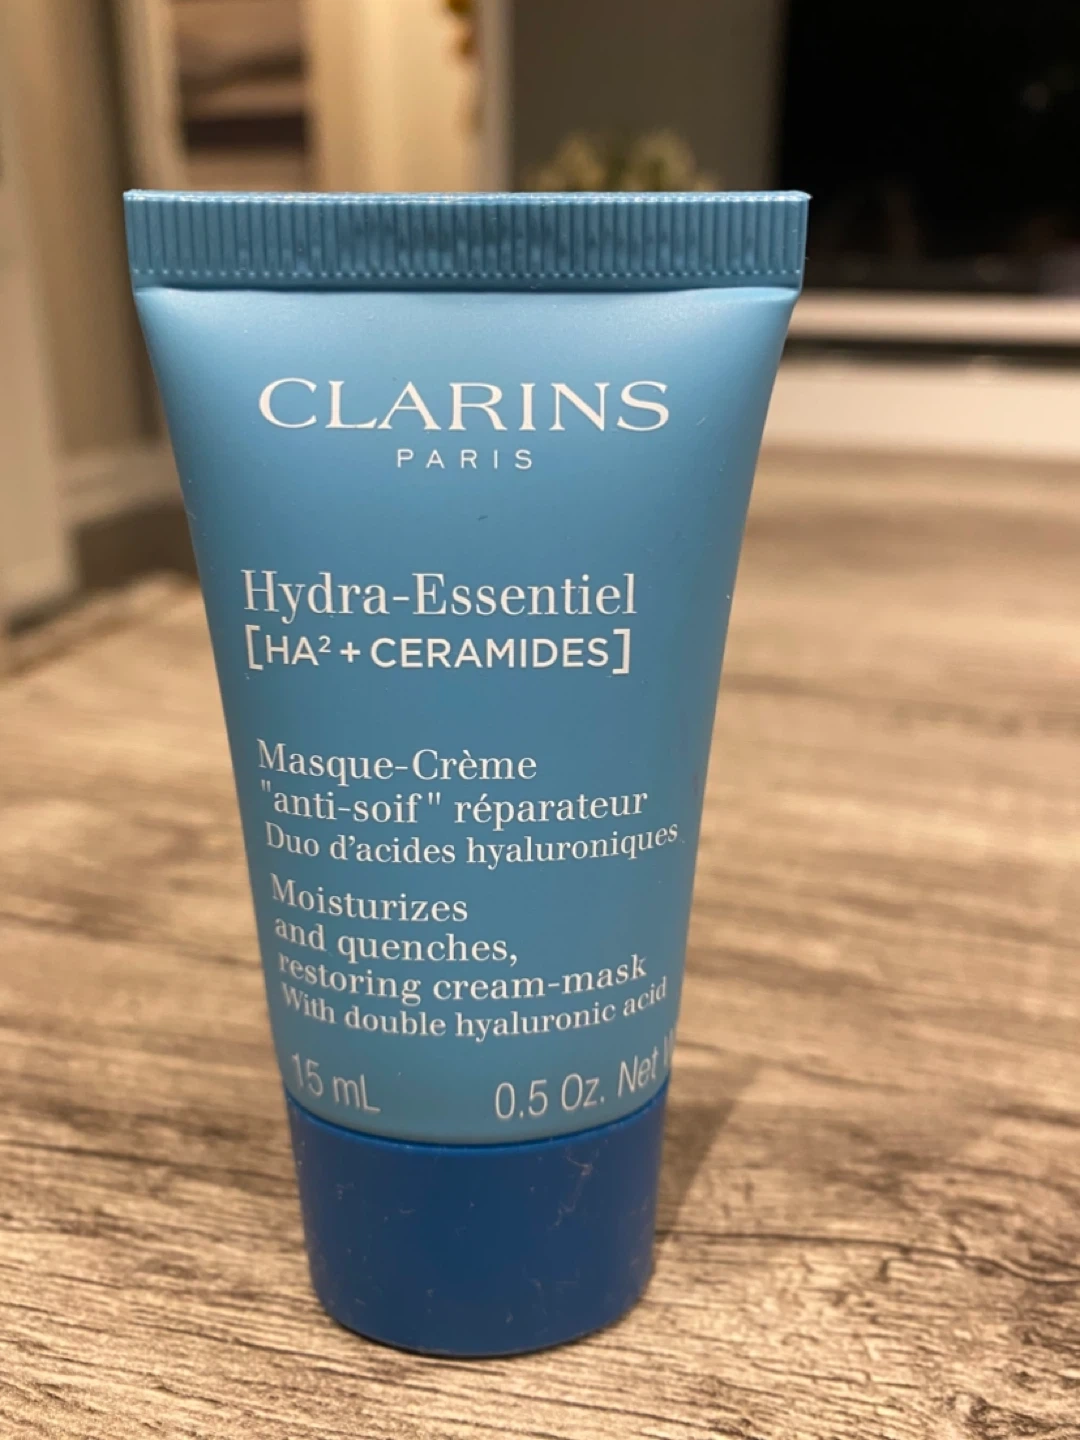 CLARINS
PARIS
Hydra-Essentiel
[HA² + CERAMIDES]
Masque-Crème
"anti-soif" réparateur
Duo d'acides hyaluroniques
Moisturizes
and quenches,
restoring cream-mask
With double hyaluronic acid
15 mL 0.5 Oz. Net